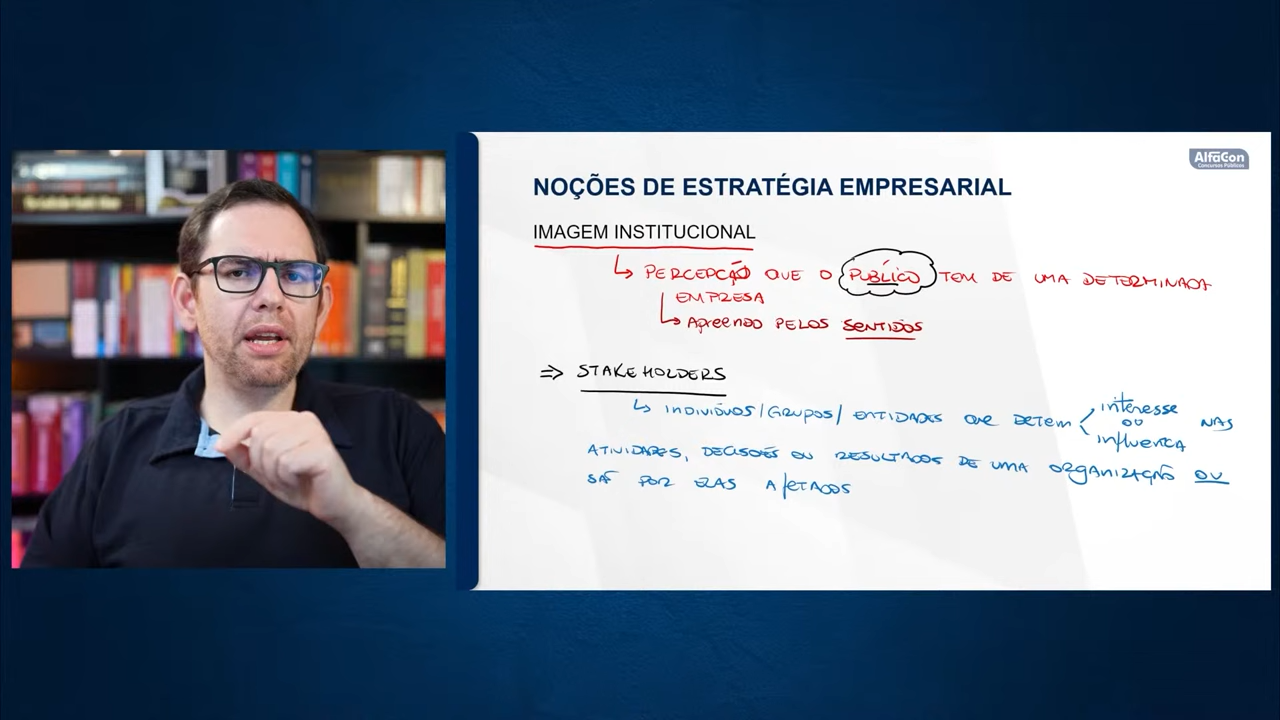 AlfaCon
Concursos Públicos
NOÇÕES DE ESTRATÉGIA EMPRESARIAL
IMAGEM INSTITUCIONAL
↳ PERCEPÇÃO QUE O PÚBLICO TEM DE UMA DETERMINADA
EMPRESA
↳ APREENDO PELOS SENTIDOS
⇒ STAKEHOLDERS
↳ INDIVÍDUOS/GRUPOS/ENTIDADES QUE DETEM interesse ou influência NAS
ATIVIDADES, DECISÕES OU RESULTADOS DE UMA ORGANIZAÇÃO OU
SÃO POR ELAS AFETADOS